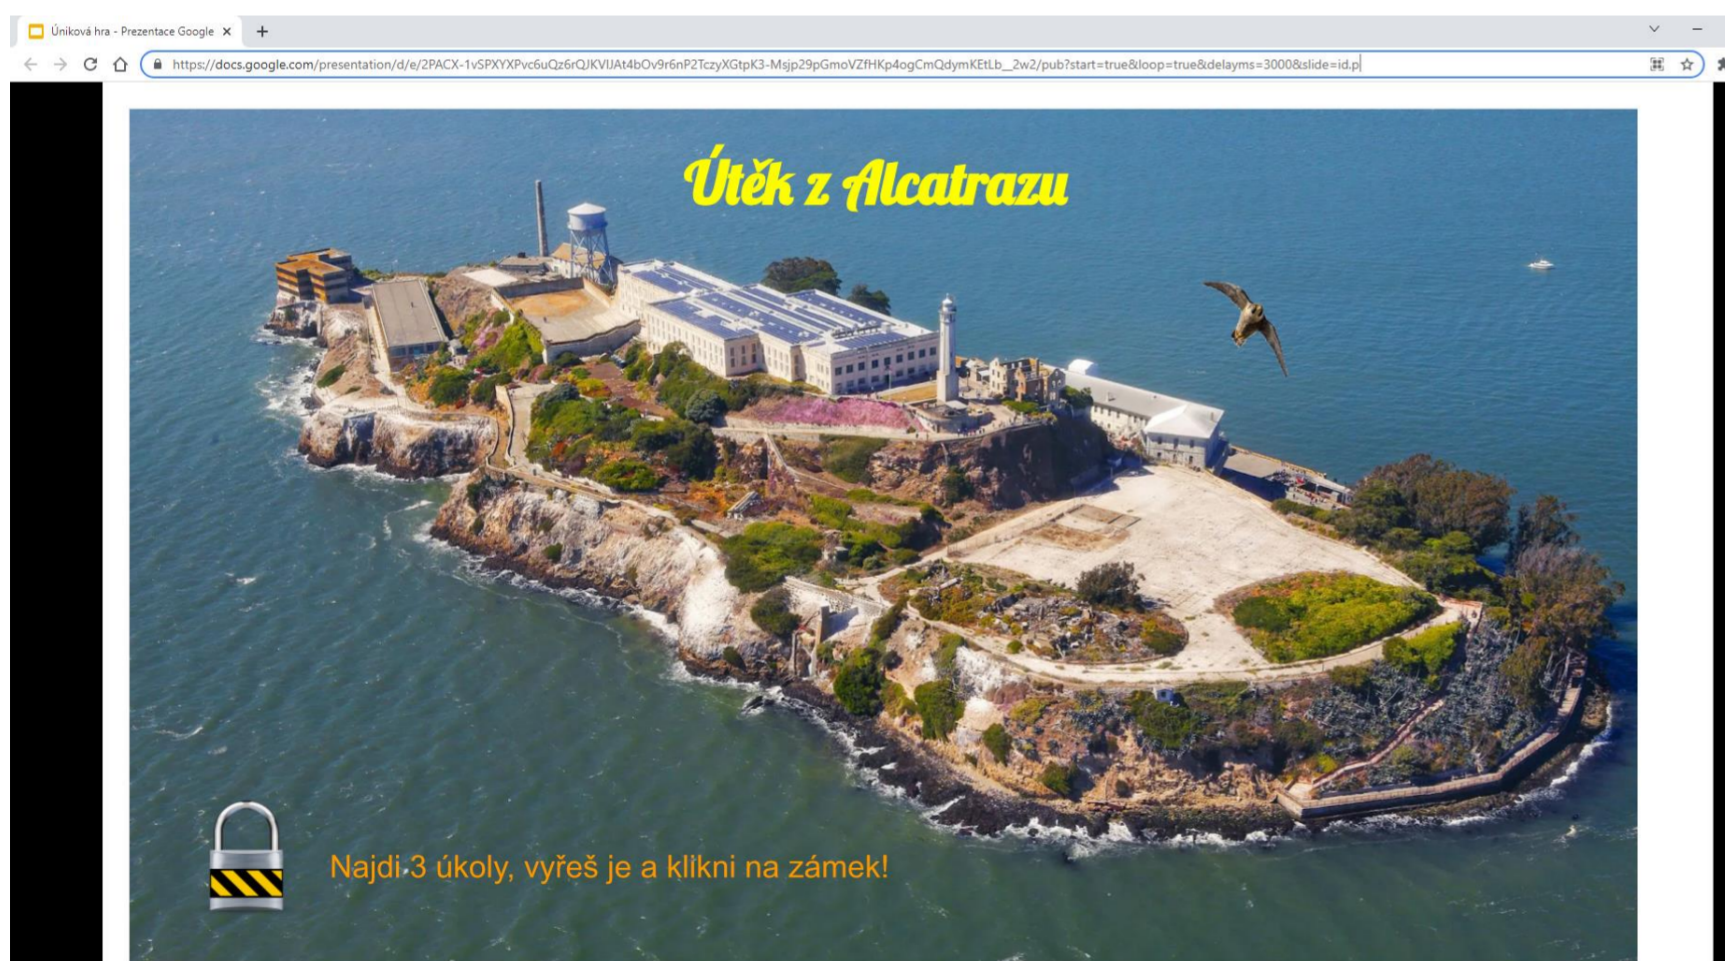 Úniková hra - Prezentace Google
https://docs.google.com/presentation/d/e/2PACX-1vSPXYXPvc6uQz6rQJKVIJAt4bOv9r6nP2TczyXGtpK3-Msjp29pGmoVZfHKp4ogCmQdymKEtLb__2w2/pub?start=true&loop=true&delayms=3000&slide=id.p
Útěk z Alcatrazu
Najdi 3 úkoly, vyřeš je a klikni na zámek!